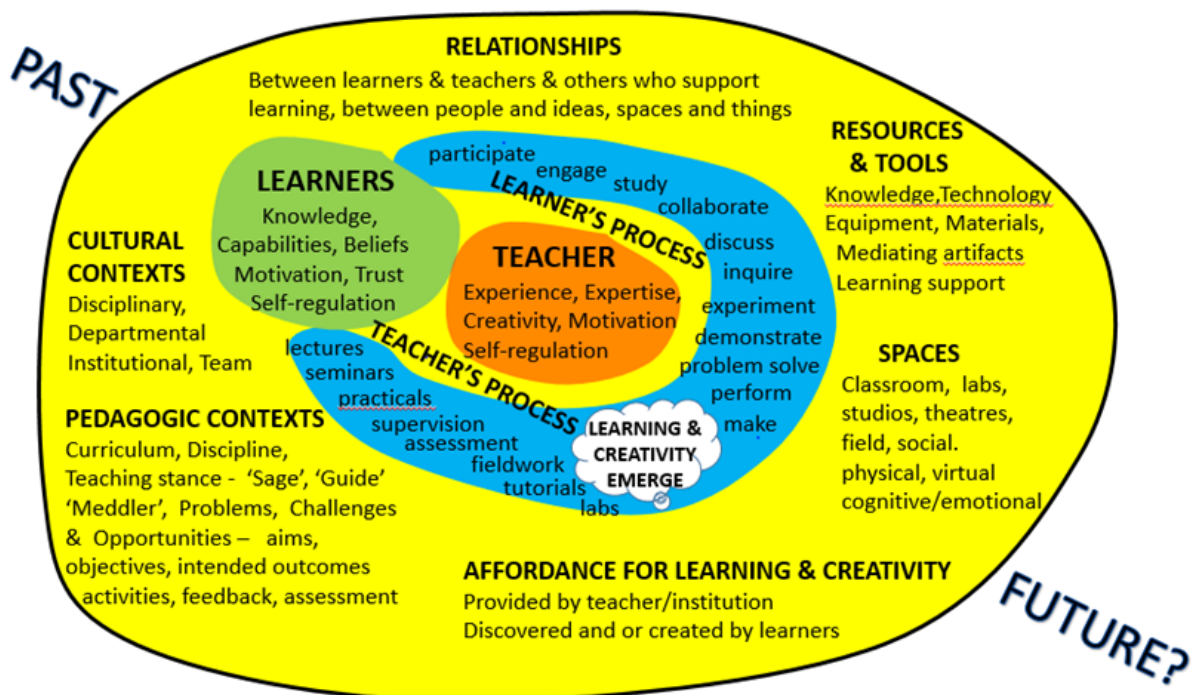 PAST
RELATIONSHIPS
Between learners & teachers & others who support
learning, between people and ideas, spaces and things
RESOURCES
& TOOLS
Knowledge,Technology
Equipment, Materials,
Mediating artifacts
Learning support
LEARNERS
Knowledge,
Capabilities, Beliefs
Motivation, Trust
Self-regulation
participate
engage
study
collaborate
discuss
inquire
experiment
demonstrate
problem solve
perform
make
LEARNER'S PROCESS
TEACHER
Experience, Expertise,
Creativity, Motivation
Self-regulation
CULTURAL
CONTEXTS
Disciplinary,
Departmental
Institutional, Team
TEACHER'S PROCESS
lectures
seminars
practicals
supervision
assessment
fieldwork
tutorials
labs
LEARNING &
CREATIVITY
EMERGE
SPACES
Classroom, labs,
studios, theatres,
field, social.
physical, virtual
cognitive/emotional
PEDAGOGIC CONTEXTS
Curriculum, Discipline,
Teaching stance - ‘Sage’, ‘Guide’
‘Meddler’, Problems, Challenges
& Opportunities – aims,
objectives, intended outcomes
activities, feedback, assessment
AFFORDANCE FOR LEARNING & CREATIVITY
Provided by teacher/institution
Discovered and or created by learners
FUTURE?